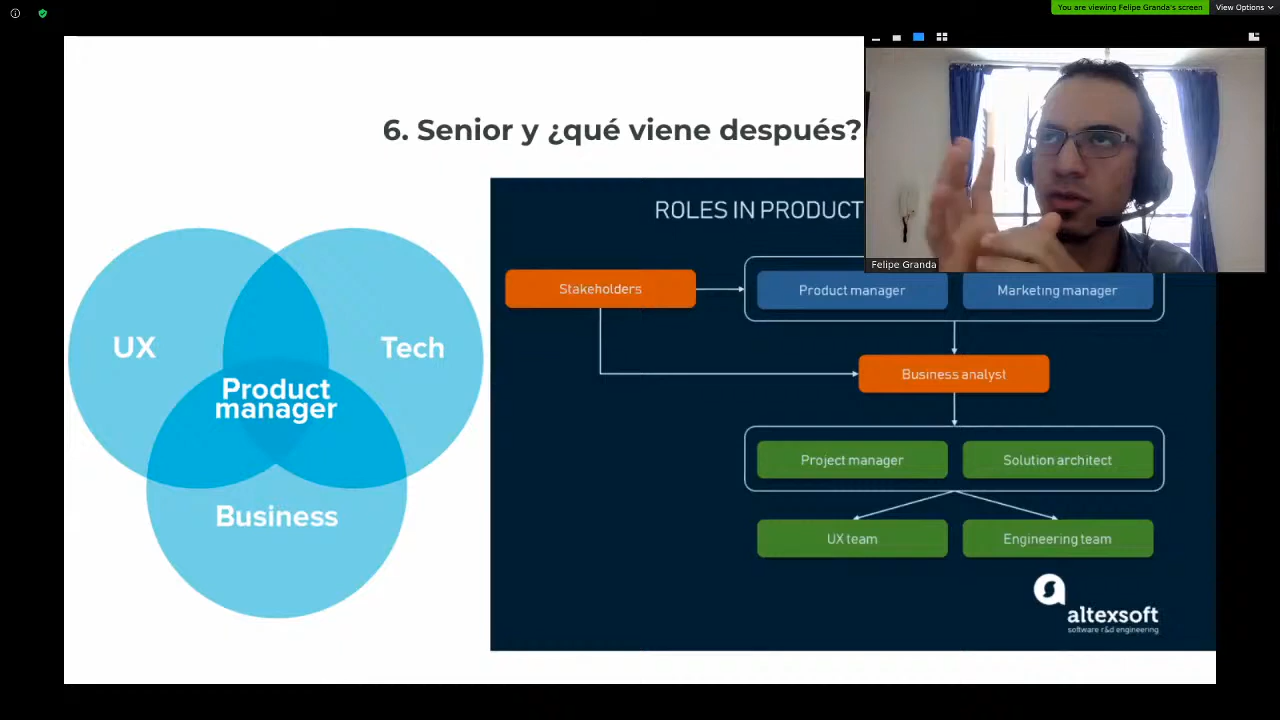 You are viewing Felipe Granda's screen
View Options
6. Senior y ¿qué viene después?
Felipe Granda
ROLES IN PRODUCT
Stakeholders
Product manager
Marketing manager
Business analyst
Project manager
Solution architect
UX team
Engineering team
altexsoft
software r&d engineering
UX
Tech
Product
manager
Business